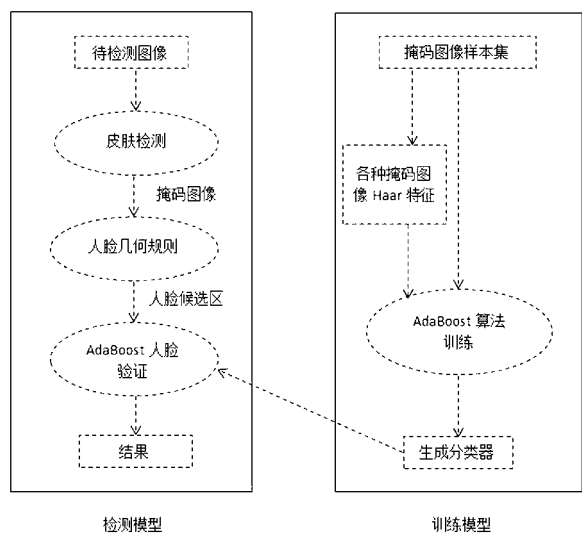 待检测图像
皮肤检测
掩码图像
人脸几何规则
人脸候选区
AdaBoost 人脸
验证
结果
检测模型
掩码图像样本集
各种掩码图
像 Haar 特征
AdaBoost 算法
训练
生成分类器
训练模型